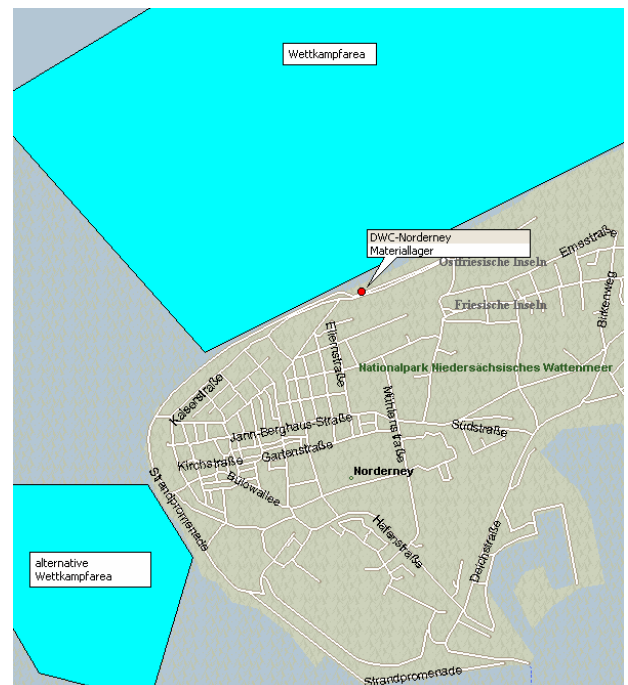 Wettkampfarea
DWC-Norderney
Materiallager
Ostfriesische Inseln
Emsstraße
Friesische Inseln
Birkenweg
Ellernstraße
Nationalpark Niedersächsisches Wattenmeer
Kaiserstraße
Mühlenstraße
Jann-Berghaus-Straße
Südstraße
Gartenstraße
Kirchstraße
Norderney
Bülowallee
Strandpromenade
Hafenstraße
Deichstraße
alternative
Wettkampfarea
Strandpromenade